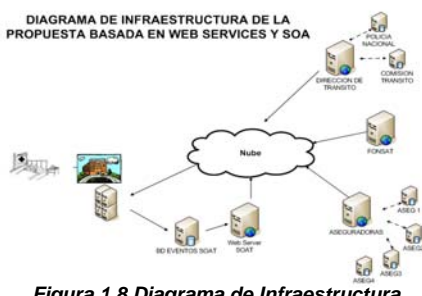 DIAGRAMA DE INFRAESTRUCTURA DE LA
PROPUESTA BASADA EN WEB SERVICES Y SOA
POLICIA
NACIONAL
DIRECCION DE
TRANSITO
COMISION
TRANSITO
Nube
FONSAT
BD EVENTOS SOAT
Web Server
SOAT
ASEGURADORAS
ASEG 1
ASEG2
ASEG3
ASEG4
Figura 1.8 Diagrama de Infraestructura